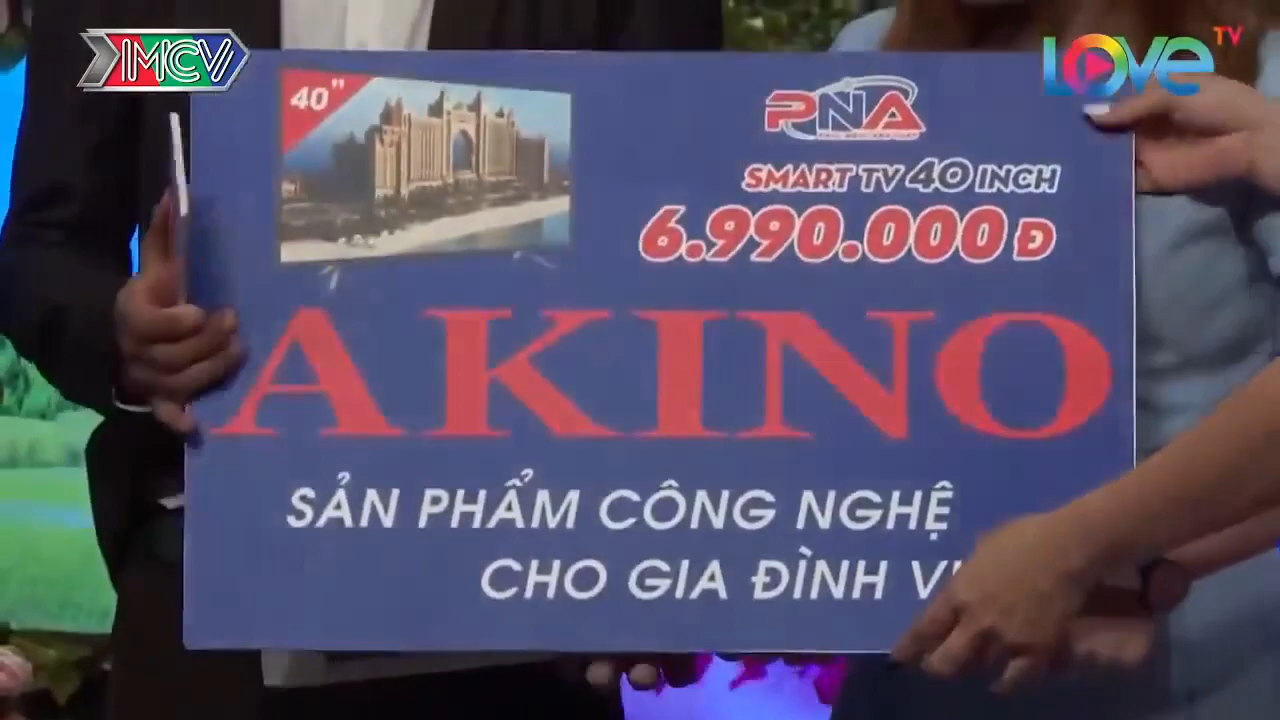 MCV
LOVE TV
40"
PNA
SMART TV 40 INCH
6.990.000 Đ
AKINO
SẢN PHẨM CÔNG NGHỆ
CHO GIA ĐÌNH